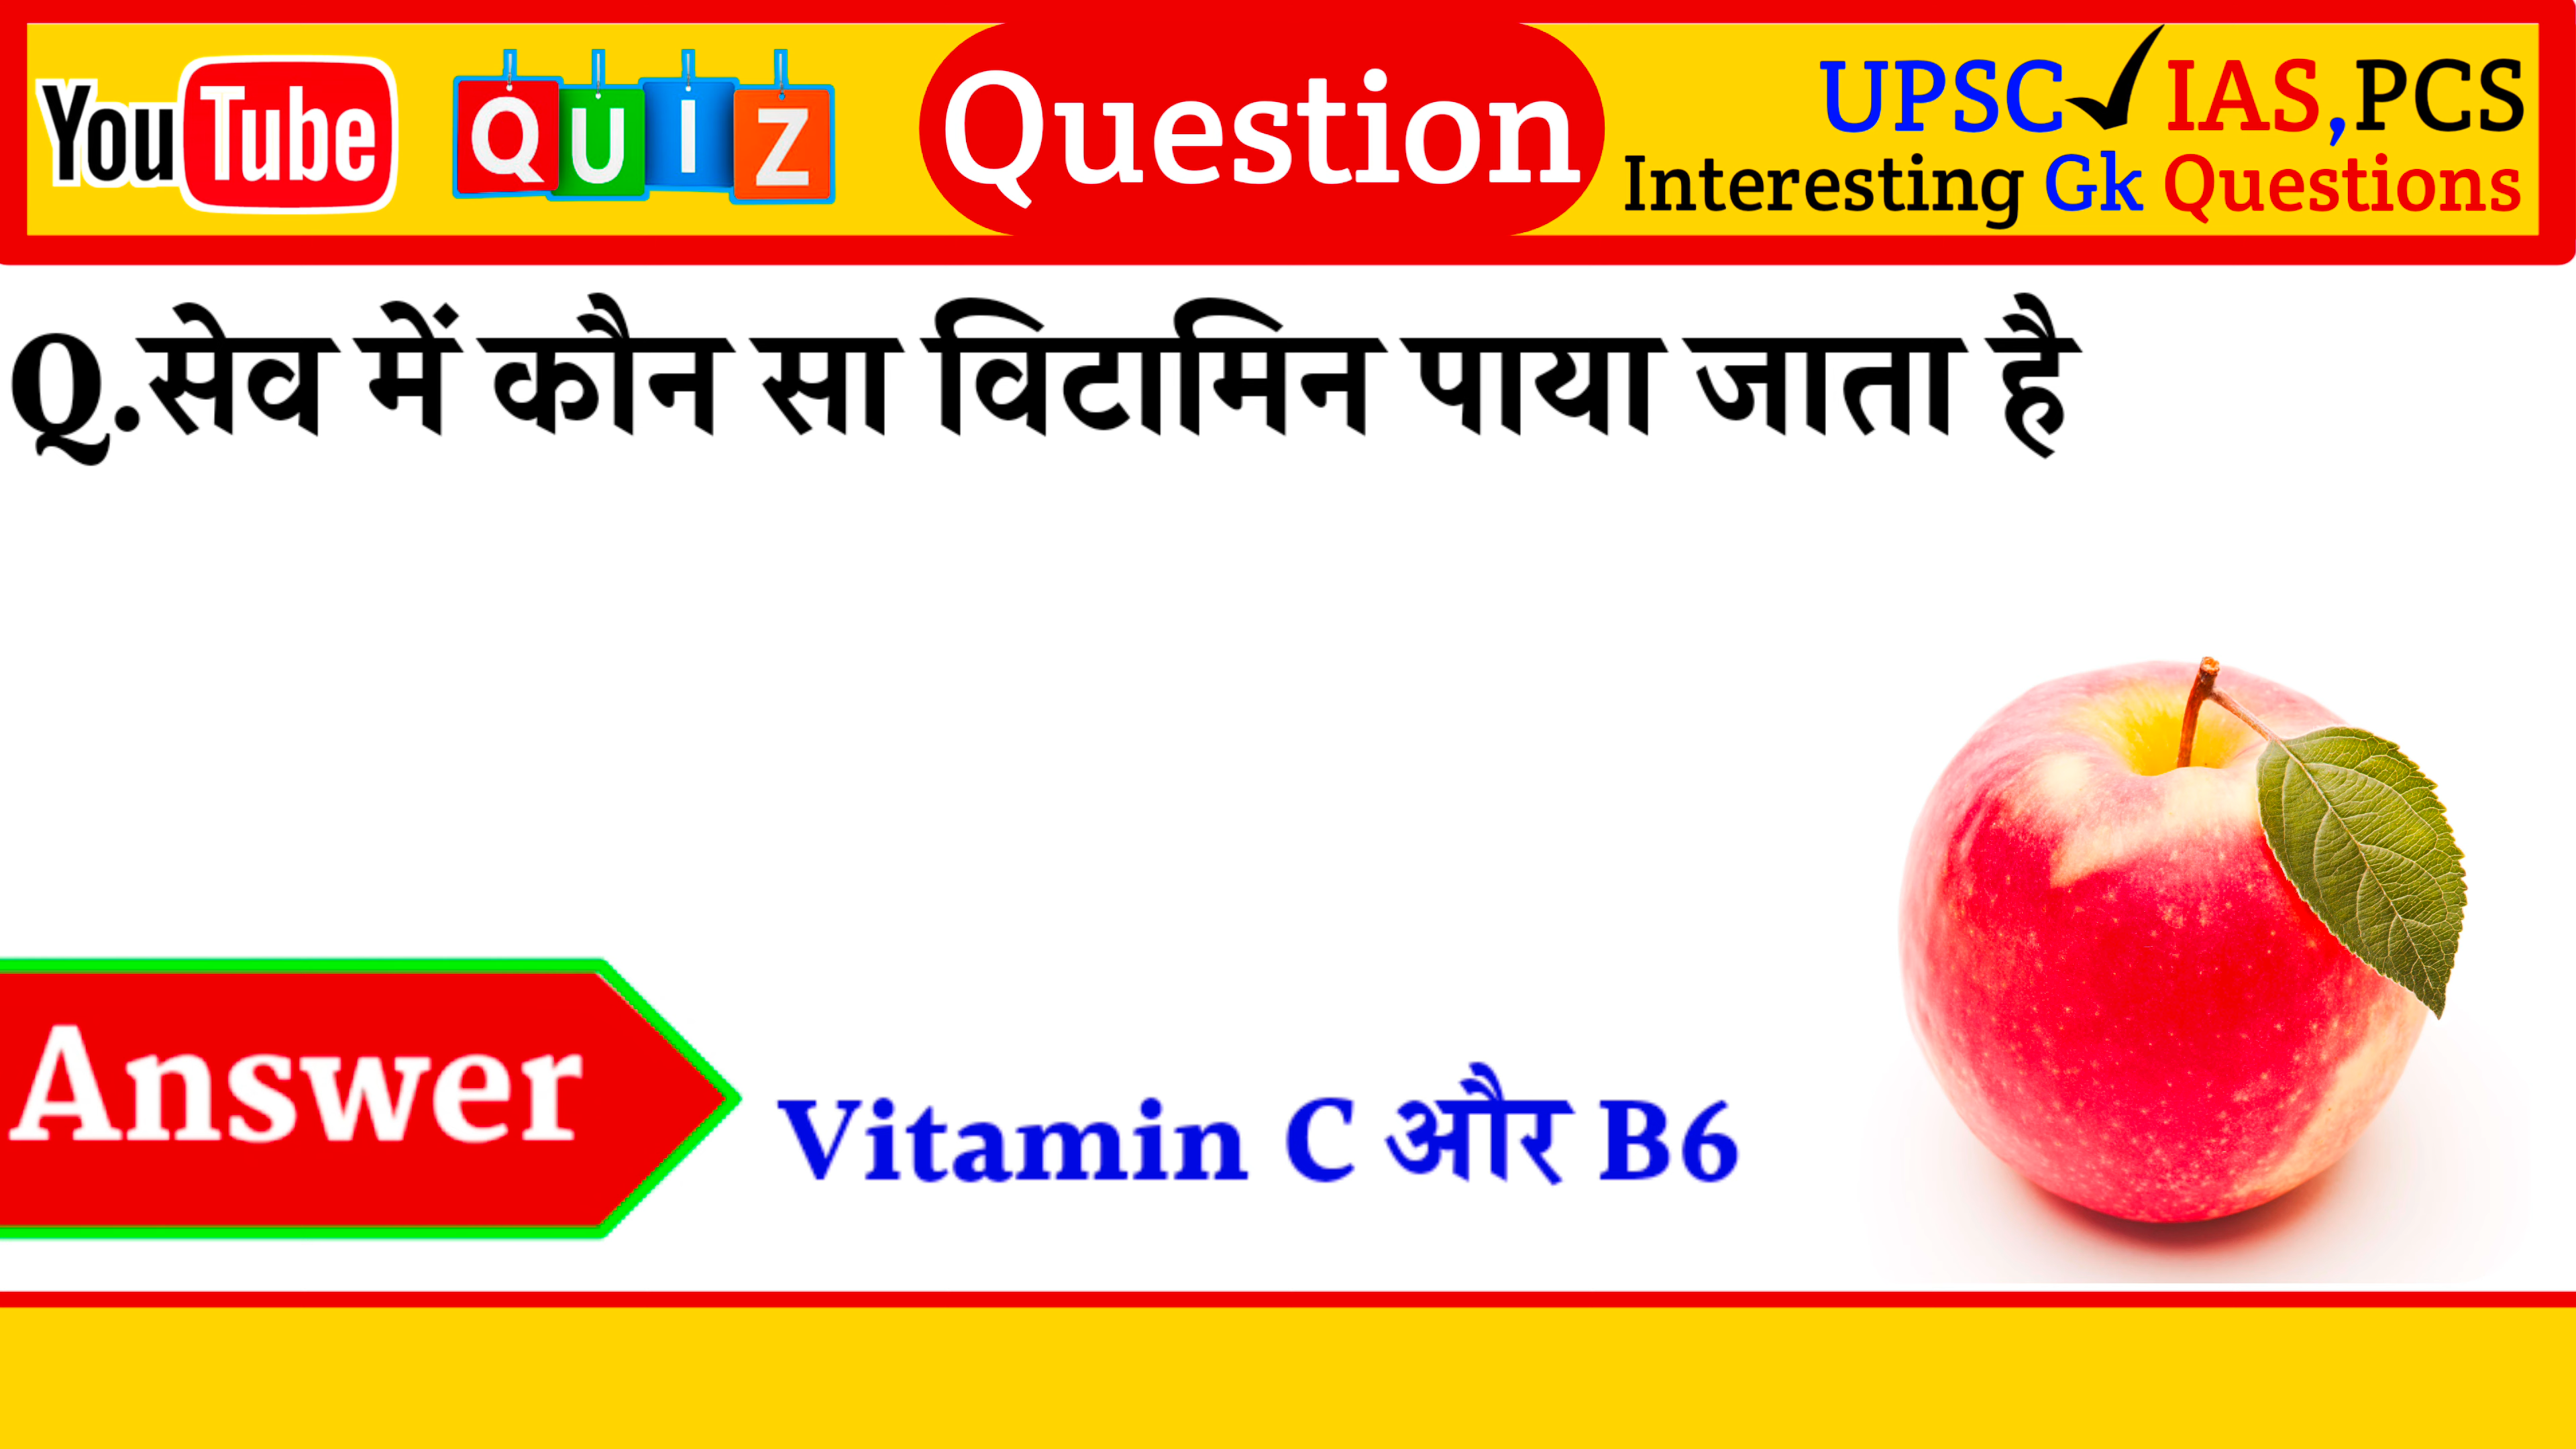 YouTube QUIZ Question UPSC IAS,PCS
Interesting Gk Questions
Q.सेव में कौन सा विटामिन पाया जाता है
Answer
Vitamin C और B6